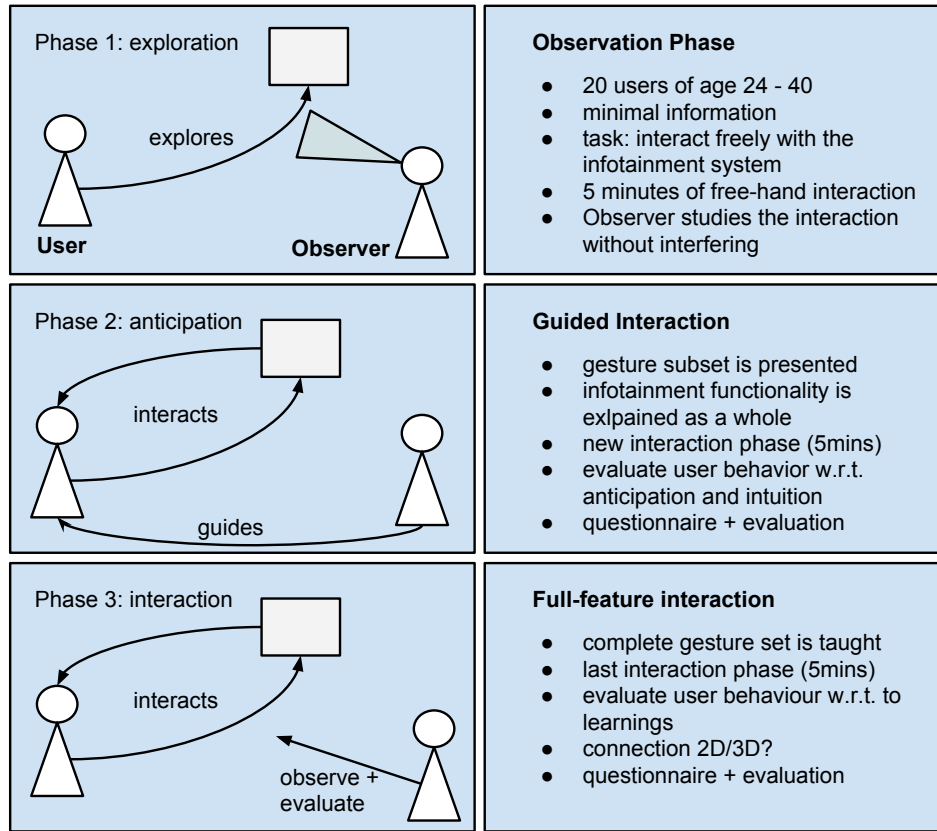 Phase 1: exploration
explores
User
Observer
Observation Phase
● 20 users of age 24 - 40
● minimal information
● task: interact freely with the
infotainment system
● 5 minutes of free-hand interaction
● Observer studies the interaction
without interfering
Phase 2: anticipation
interacts
guides
Guided Interaction
● gesture subset is presented
● infotainment functionality is
exlpained as a whole
● new interaction phase (5mins)
● evaluate user behavior w.r.t.
anticipation and intuition
● questionnaire + evaluation
Phase 3: interaction
interacts
observe +
evaluate
Full-feature interaction
● complete gesture set is taught
● last interaction phase (5mins)
● evaluate user behaviour w.r.t. to
learnings
● connection 2D/3D?
● questionnaire + evaluation